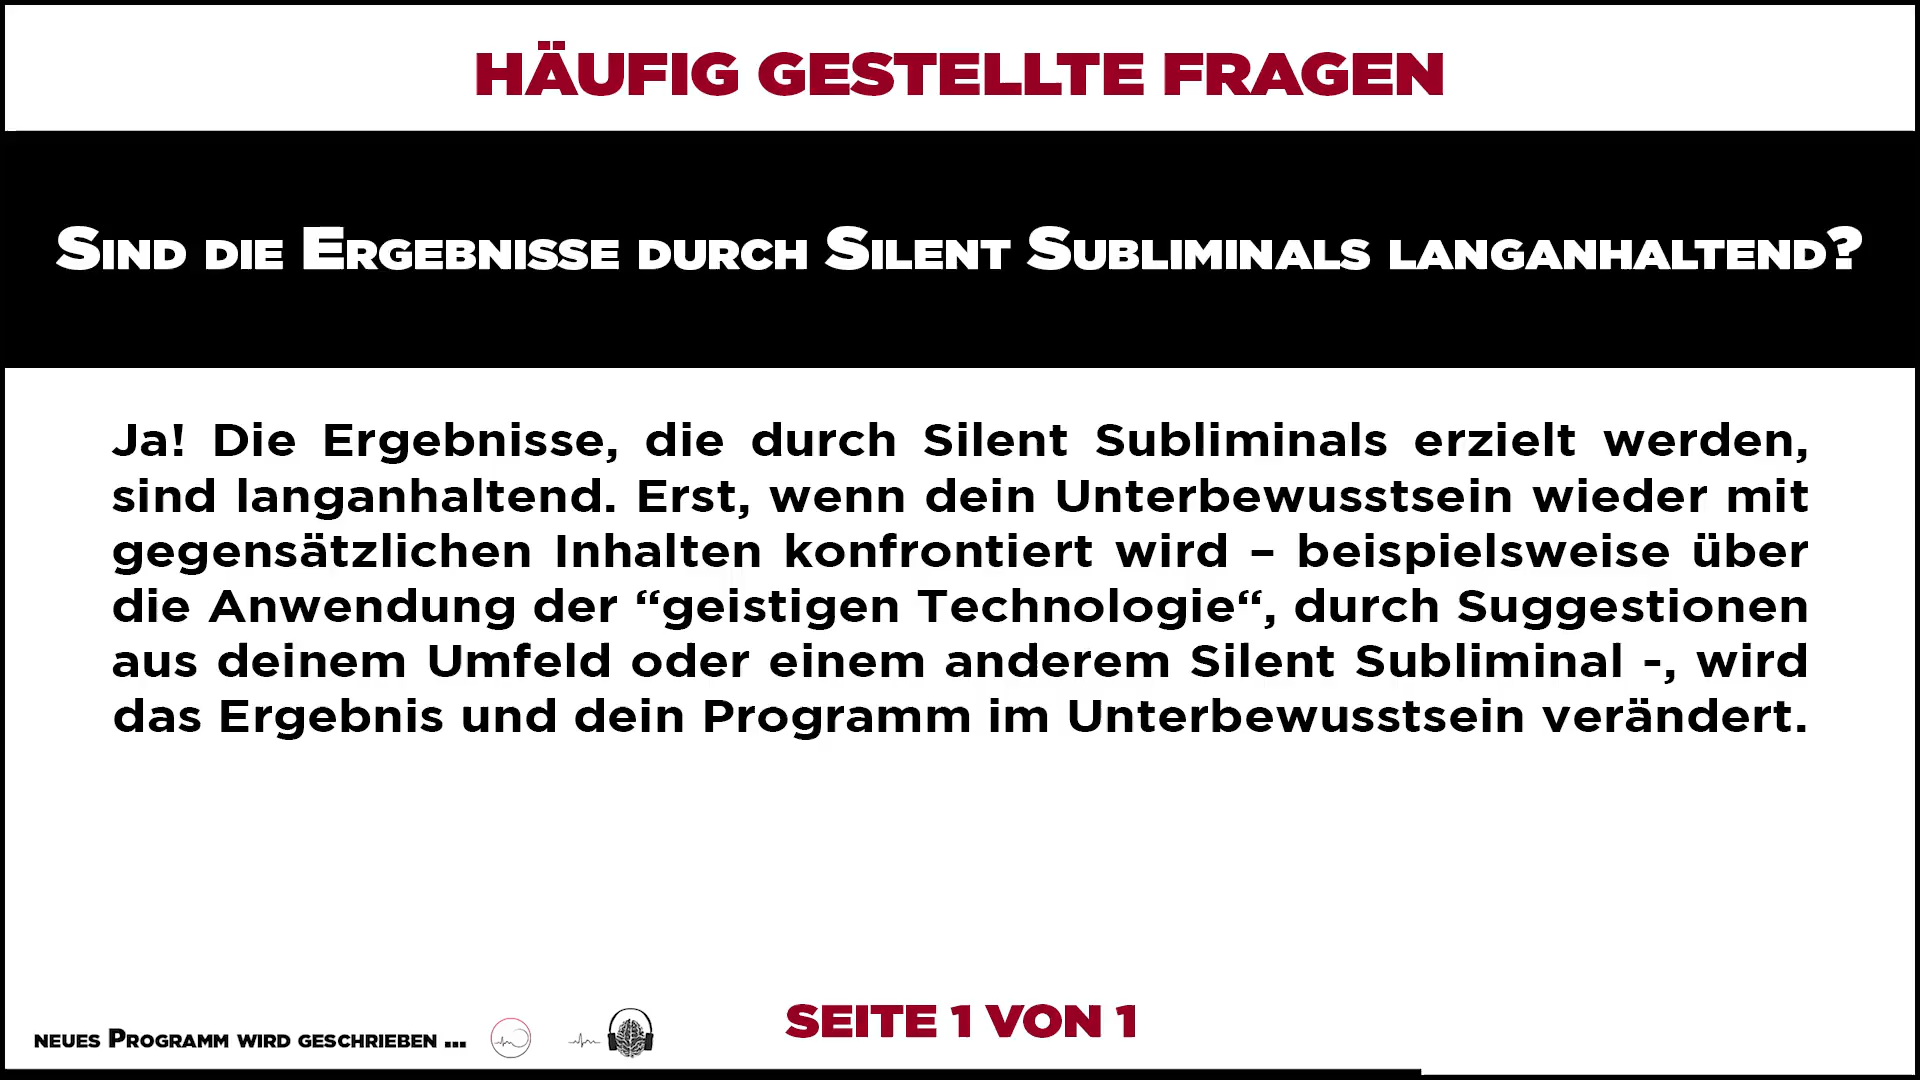 HÄUFIG GESTELLTE FRAGEN
SIND DIE ERGEBNISSE DURCH SILENT SUBLIMINALS LANGANHALTEND?
Ja! Die Ergebnisse, die durch Silent Subliminals erzielt werden,
sind langanhaltend. Erst, wenn dein Unterbewusstsein wieder mit
gegensätzlichen Inhalten konfrontiert wird – beispielsweise über
die Anwendung der “geistigen Technologie“, durch Suggestionen
aus deinem Umfeld oder einem anderem Silent Subliminal -, wird
das Ergebnis und dein Programm im Unterbewusstsein verändert.
NEUES PROGRAMM WIRD GESCHRIEBEN ...
SEITE 1 VON 1